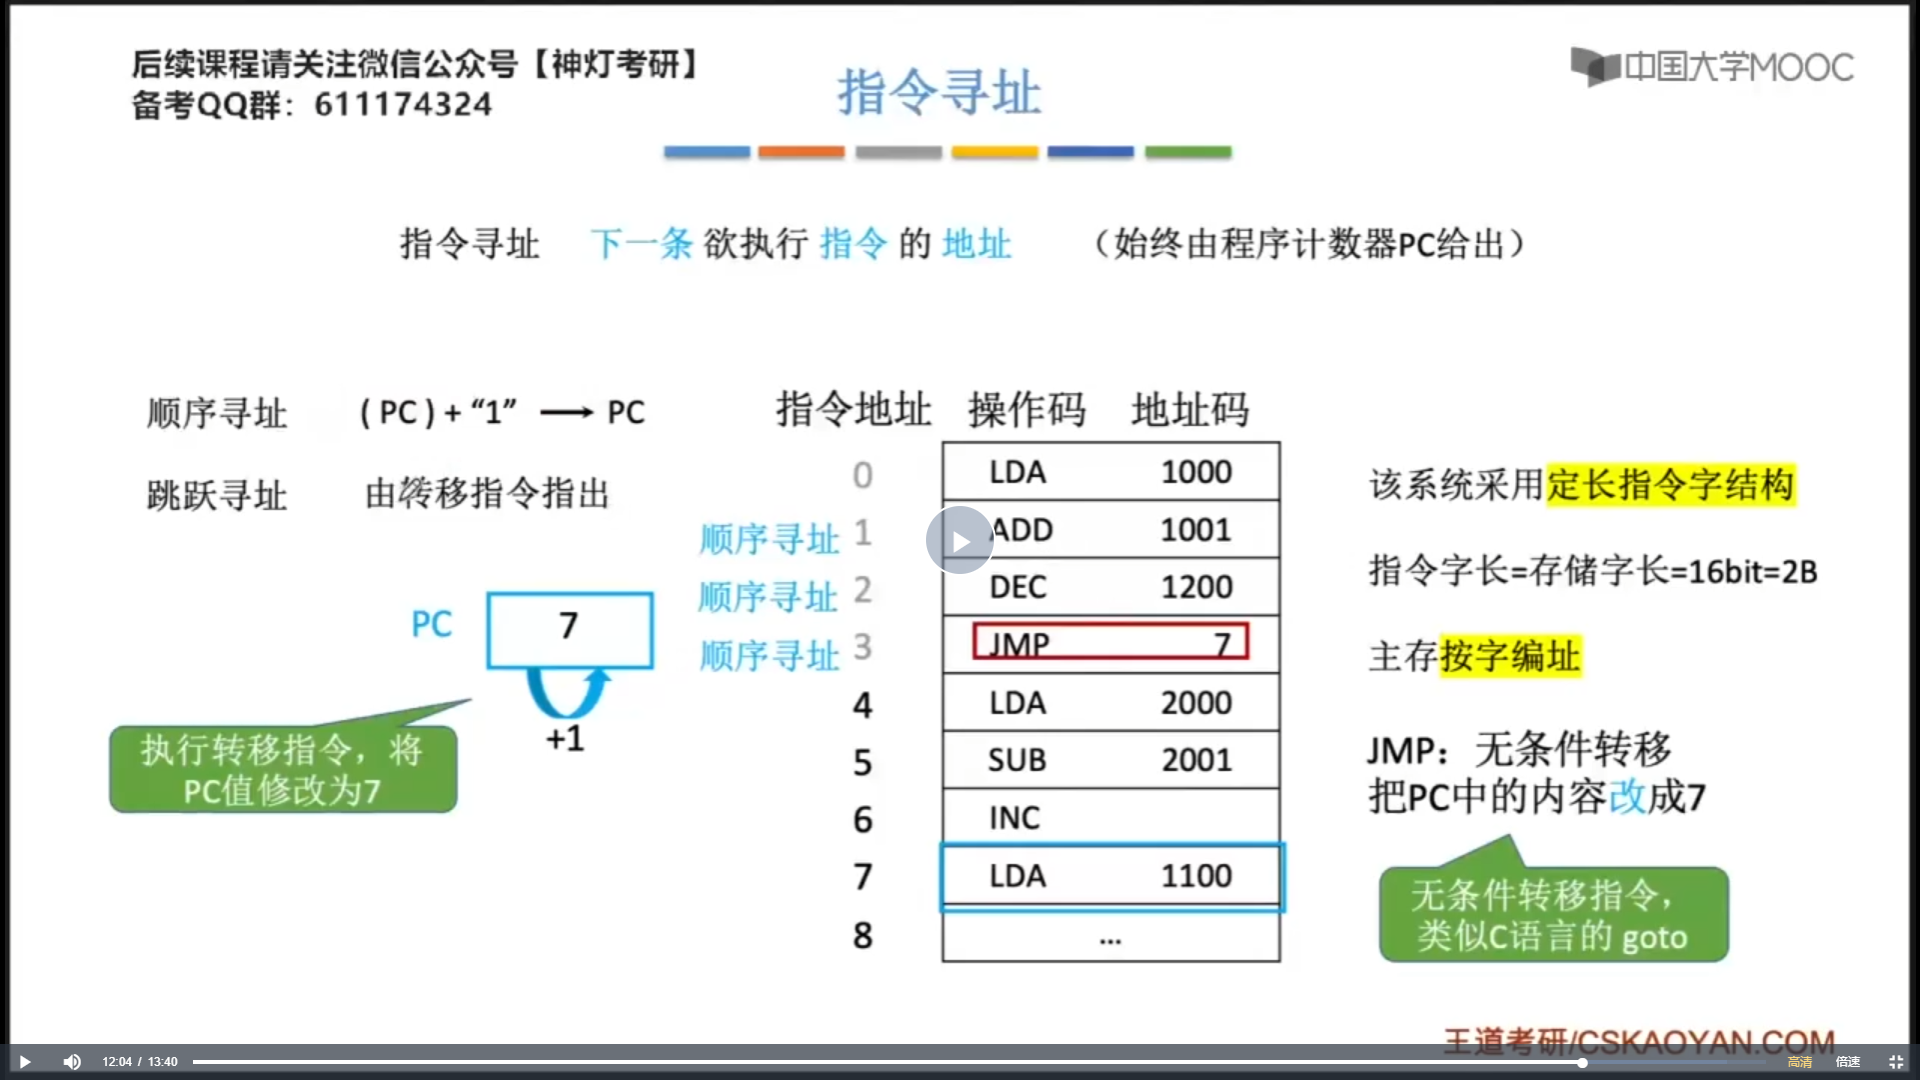 后续课程请关注微信公众号【神灯考研】
备考QQ群：611174324
中国大学MOOC
指令寻址
指令寻址 下一条 欲执行 指令 的 地址 （始终由程序计数器PC给出）
顺序寻址 ( PC ) + “1” → PC
跳跃寻址 由转移指令指出
指令地址 操作码 地址码
0 LDA 1000
顺序寻址 1 ADD 1001
顺序寻址 2 DEC 1200
顺序寻址 3 JMP 7
4 LDA 2000
5 SUB 2001
6 INC
7 LDA 1100
8 ...
PC 7
+1
执行转移指令，将
PC值修改为7
该系统采用定长指令字结构
指令字长=存储字长=16bit=2B
主存按字编址
JMP：无条件转移
把PC中的内容改成7
无条件转移指令，
类似C语言的 goto
王道考研/CSKAOYAN.COM
12:04 / 13:40
高清 倍速